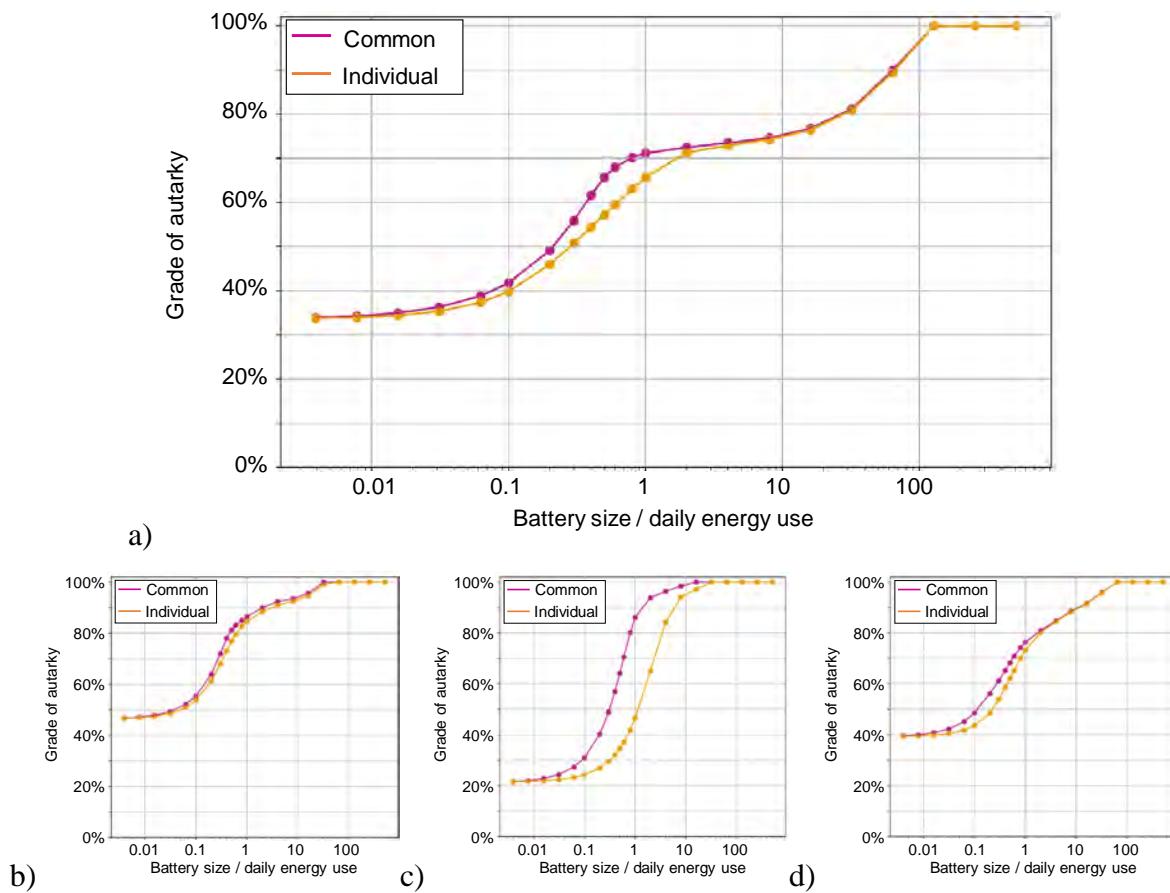 100%
80%
60%
40%
20%
0%
Grade of autarky
Common
Individual
0.01 0.1 1 10 100
Battery size / daily energy use
a)
100%
80%
60%
40%
20%
0%
Grade of autarky
Common
Individual
0.01 0.1 1 10 100
Battery size / daily energy use
b)
100%
80%
60%
40%
20%
0%
Grade of autarky
Common
Individual
0.01 0.1 1 10 100
Battery size / daily energy use
c)
100%
80%
60%
40%
20%
0%
Grade of autarky
Common
Individual
0.01 0.1 1 10 100
Battery size / daily energy use
d)